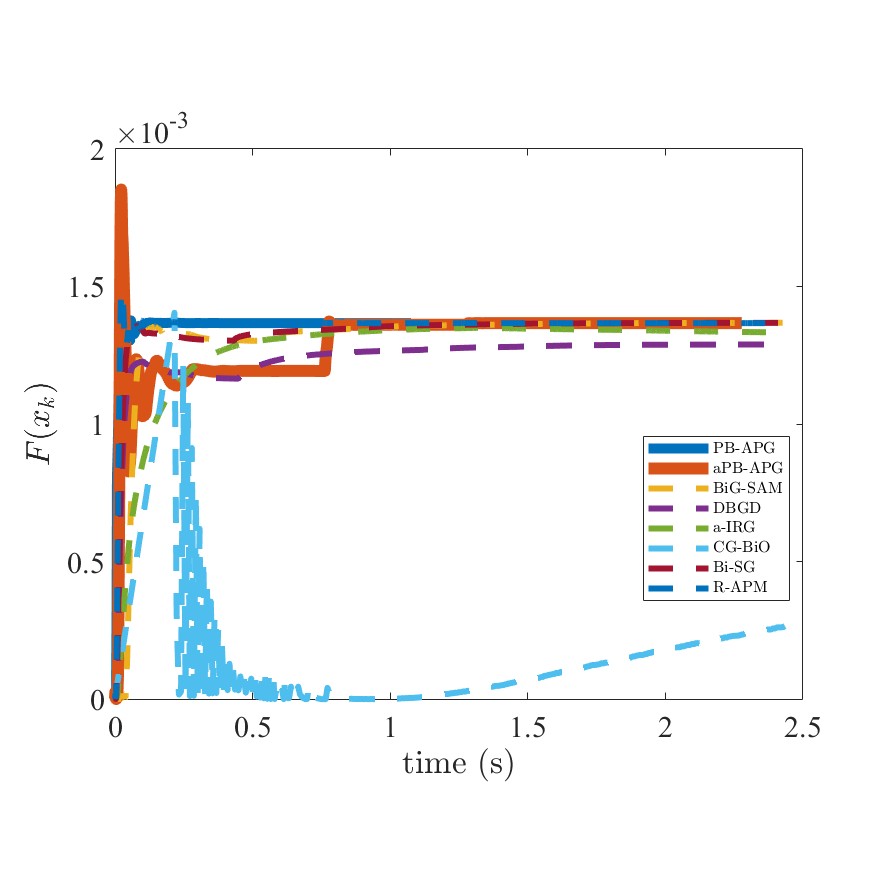 ×10-3
2
1.5
1
0.5
0
F(xk)
PB-APG
aPB-APG
BiG-SAM
DBGD
a-IRG
CG-BiO
Bi-SG
R-APM
0 0.5 1 1.5 2 2.5
time (s)